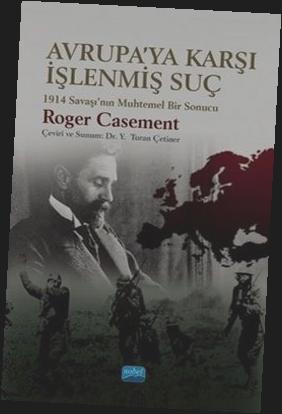 AVRUPA'YA KARŞI
İŞLENMİŞ SUÇ
1914 Savaşı'nın Muhtemel Bir Sonucu
Roger Casement
Çeviri ve Sunum: Dr. Y. Turan Çetiner
nobel